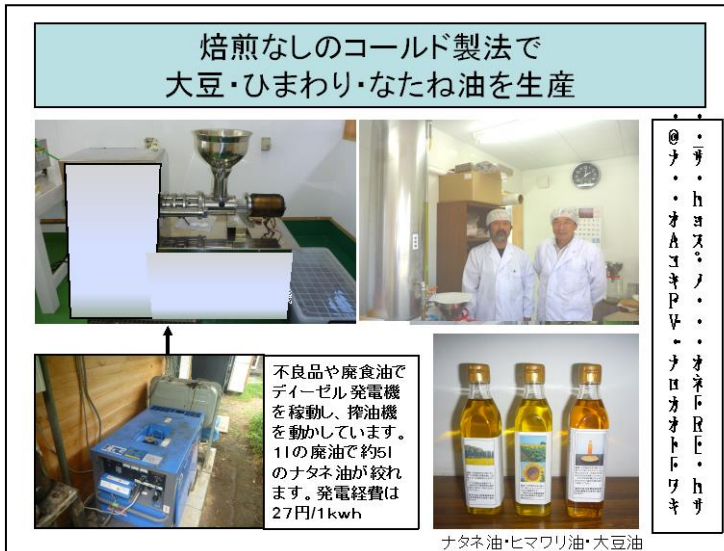 焙煎なしのコールド製法で
大豆・ひまわり・なたね油を生産
不良品や廃食油で
ディーゼル発電機
を稼動し、搾油機
を動かしています。
1lの廃油で約5l
のナタネ油が絞れ
ます。発電経費は
27円/1kwh
ナタネ油・ヒマワリ油・大豆油